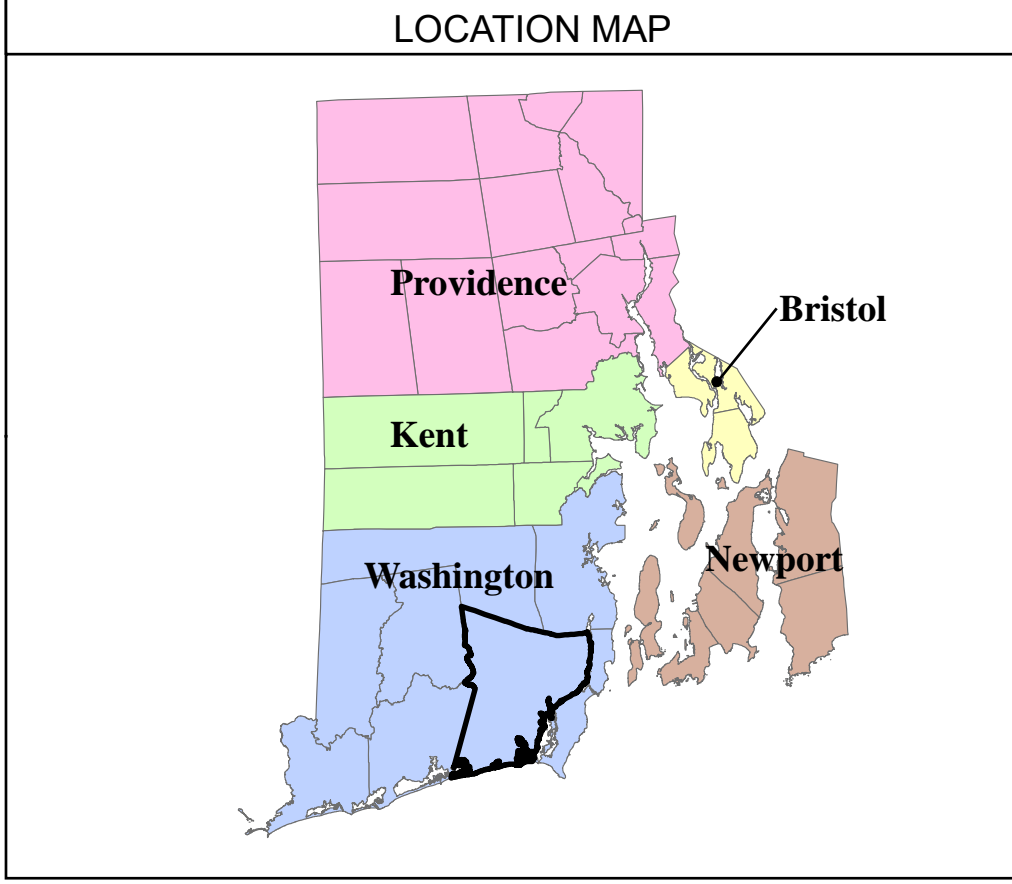 LOCATION MAP
Providence
Bristol
Kent
Newport
Washington